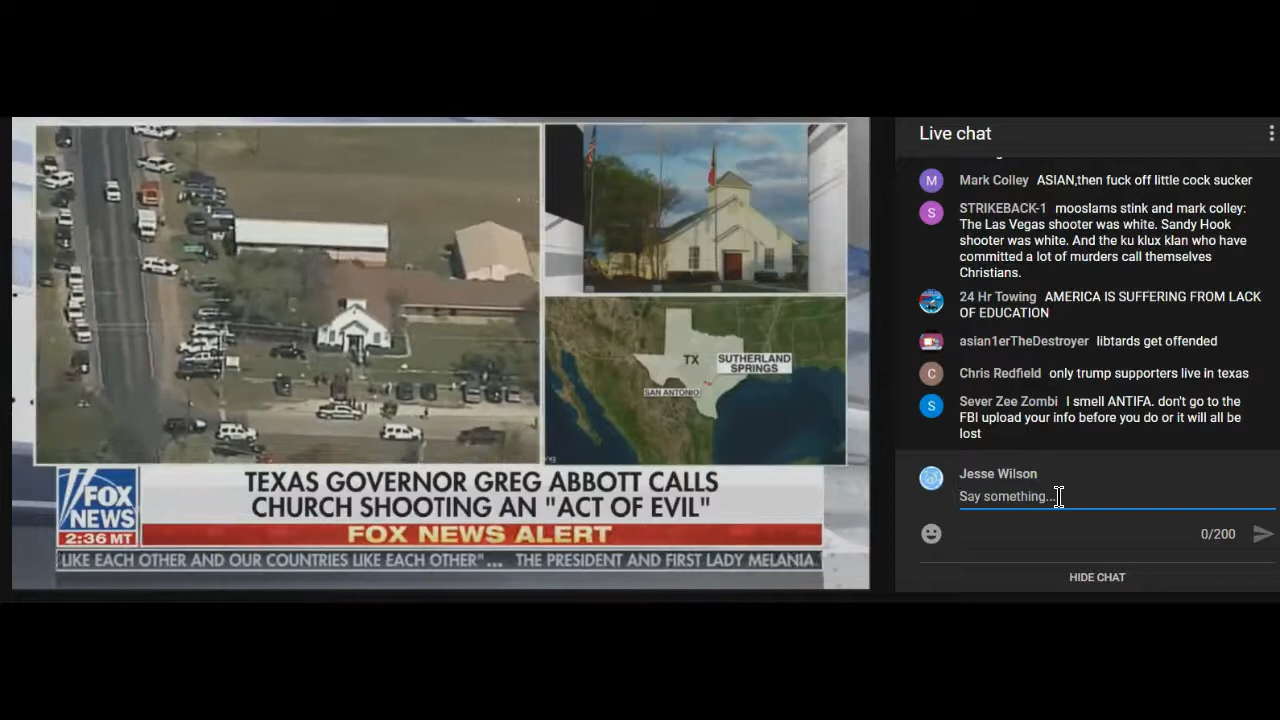 TX
SUTHERLAND
SPRINGS
SAN ANTONIO
TEXAS GOVERNOR GREG ABBOTT CALLS
CHURCH SHOOTING AN "ACT OF EVIL"
FOX NEWS ALERT
FOX
NEWS
2:36 MT
LIKE EACH OTHER AND OUR COUNTRIES LIKE EACH OTHER"... THE PRESIDENT AND FIRST LADY MELANIA
Live chat
M Mark Colley ASIAN,then fuck off little cock sucker
S STRIKEBACK-1 mooslams stink and mark colley:
The Las Vegas shooter was white. Sandy Hook
shooter was white. And the ku klux klan who have
committed a lot of murders call themselves
Christians.
24 Hr Towing AMERICA IS SUFFERING FROM LACK
OF EDUCATION
asian1erTheDestroyer libtards get offended
C Chris Redfield only trump supporters live in texas
S Sever Zee Zombi I smell ANTIFA. don't go to the
FBI upload your info before you do or it will all be
lost
Jesse Wilson
Say something...
0/200
HIDE CHAT